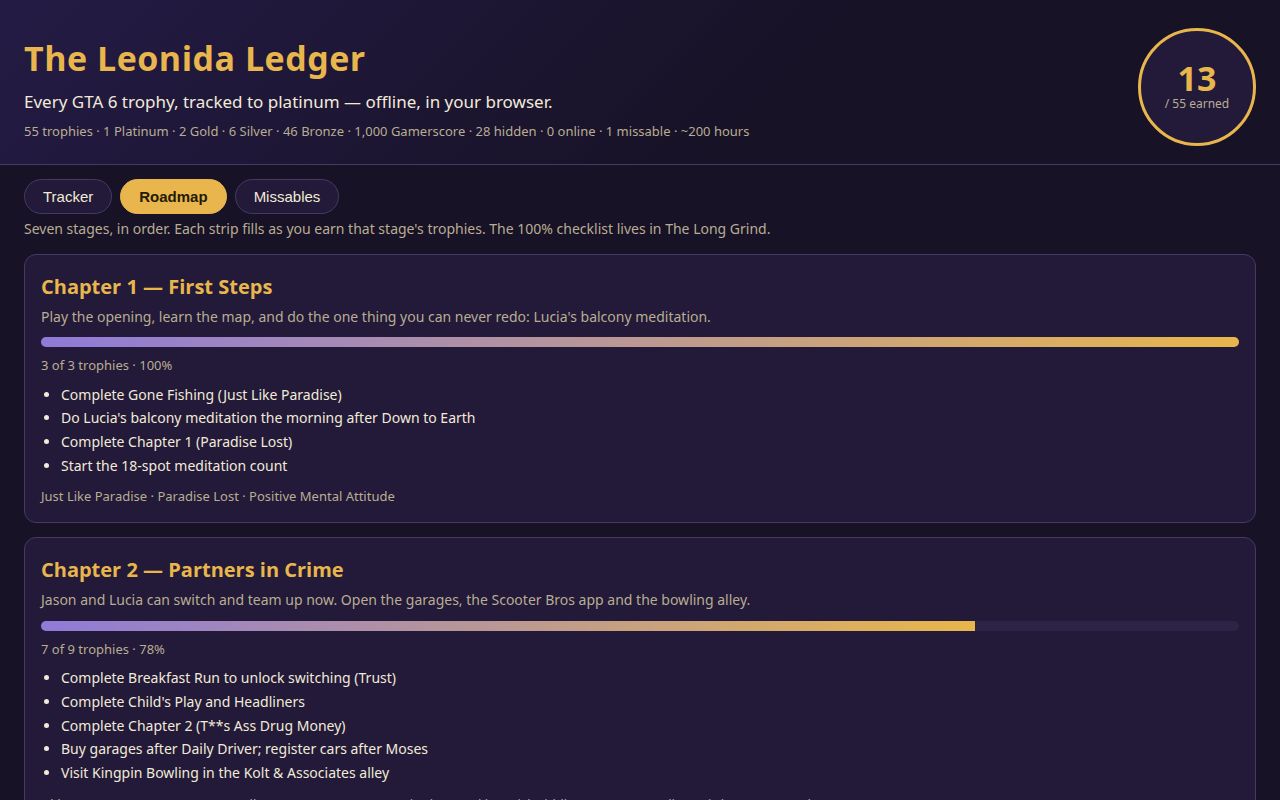 The Leonida Ledger
Every GTA 6 trophy, tracked to platinum — offline, in your browser.
55 trophies · 1 Platinum · 2 Gold · 6 Silver · 46 Bronze · 1,000 Gamerscore · 28 hidden · 0 online · 1 missable · ~200 hours
13
/ 55 earned
Tracker
Roadmap
Missables
Seven stages, in order. Each strip fills as you earn that stage's trophies. The 100% checklist lives in The Long Grind.
Chapter 1 — First Steps
Play the opening, learn the map, and do the one thing you can never redo: Lucia's balcony meditation.
3 of 3 trophies · 100%
• Complete Gone Fishing (Just Like Paradise)
• Do Lucia's balcony meditation the morning after Down to Earth
• Complete Chapter 1 (Paradise Lost)
• Start the 18-spot meditation count
Just Like Paradise · Paradise Lost · Positive Mental Attitude
Chapter 2 — Partners in Crime
Jason and Lucia can switch and team up now. Open the garages, the Scooter Bros app and the bowling alley.
7 of 9 trophies · 78%
• Complete Breakfast Run to unlock switching (Trust)
• Complete Child's Play and Headliners
• Complete Chapter 2 (T**s Ass Drug Money)
• Buy garages after Daily Driver; register cars after Moses
• Visit Kingpin Bowling in the Kolt & Associates alley